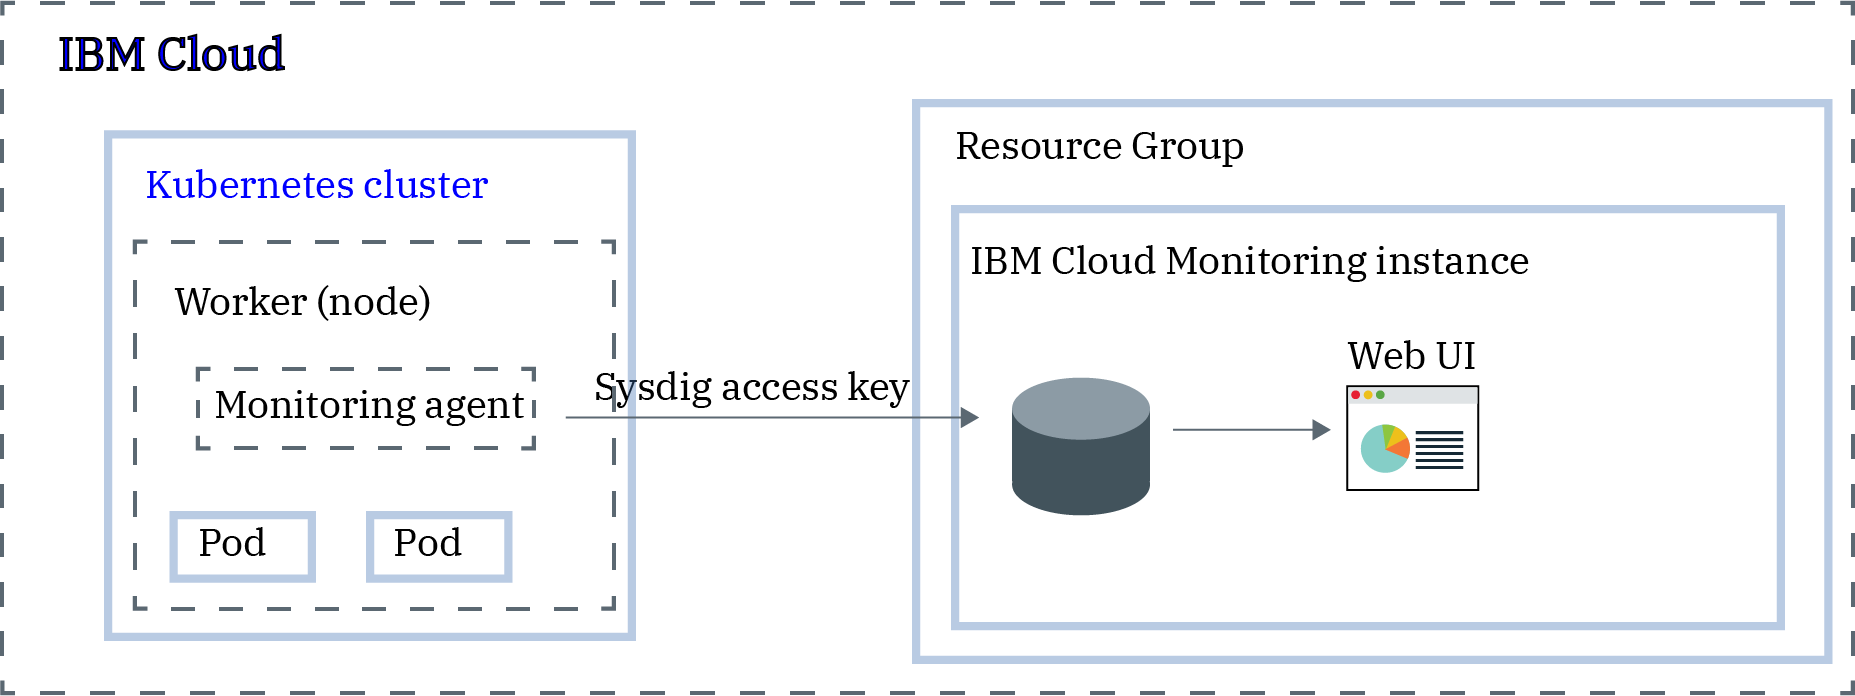 IBM Cloud
Kubernetes cluster
Worker (node)
Monitoring agent
Pod
Pod
Sysdig access key
Resource Group
IBM Cloud Monitoring instance
Web UI